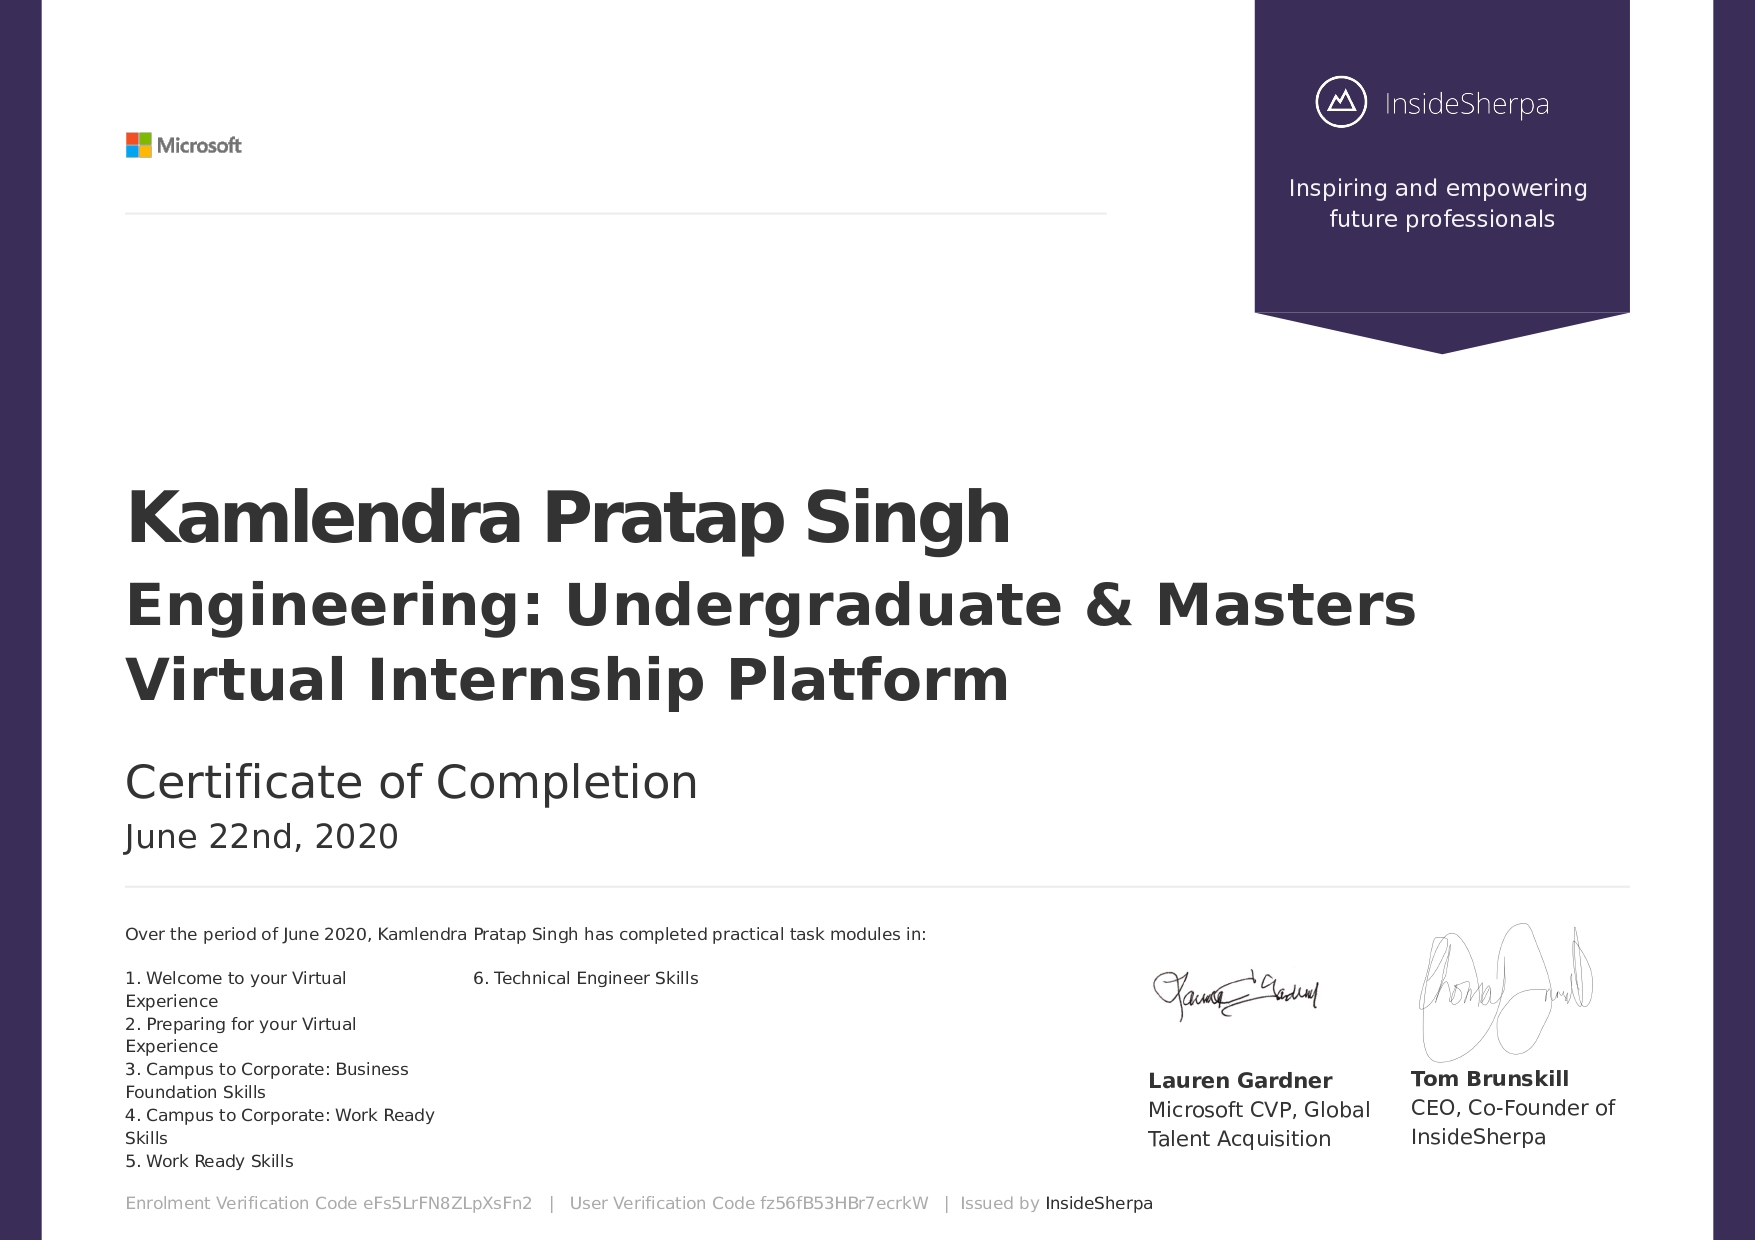 Microsoft
InsideSherpa
Inspiring and empowering
future professionals
Kamlendra Pratap Singh
Engineering: Undergraduate & Masters
Virtual Internship Platform
Certificate of Completion
June 22nd, 2020
Over the period of June 2020, Kamlendra Pratap Singh has completed practical task modules in:
1. Welcome to your Virtual
Experience
2. Preparing for your Virtual
Experience
3. Campus to Corporate: Business
Foundation Skills
4. Campus to Corporate: Work Ready
Skills
5. Work Ready Skills
6. Technical Engineer Skills
Lauren Gardner
Microsoft CVP, Global
Talent Acquisition
Tom Brunskill
CEO, Co-Founder of
InsideSherpa
Enrolment Verification Code eFs5LrFN8ZLpXsFn2 | User Verification Code fz56fB53HBr7ecrkW | Issued by InsideSherpa